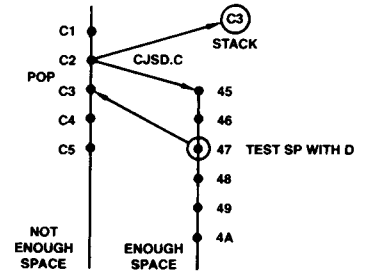 C1
C3
STACK
C2
CJSD.C
POP
C3
45
C4
46
C5
47 TEST SP WITH D
48
49
4A
NOT
ENOUGH
SPACE
ENOUGH
SPACE